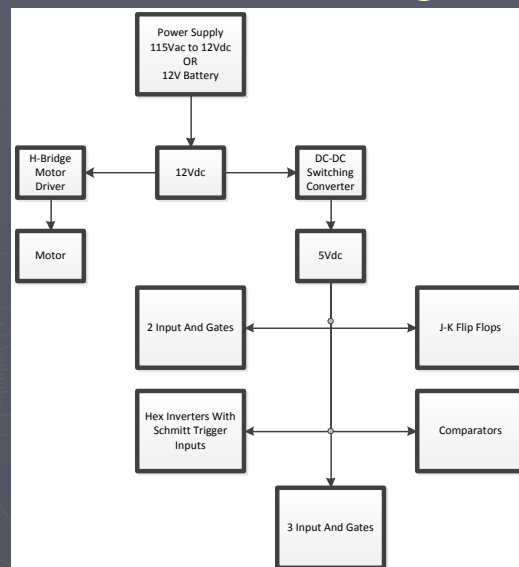 Power Supply
115Vac to 12Vdc
OR
12V Battery
H-Bridge
Motor
Driver
12Vdc
DC-DC
Switching
Converter
Motor
5Vdc
2 Input And Gates
J-K Flip Flops
Hex Inverters With
Schmitt Trigger
Inputs
Comparators
3 Input And Gates